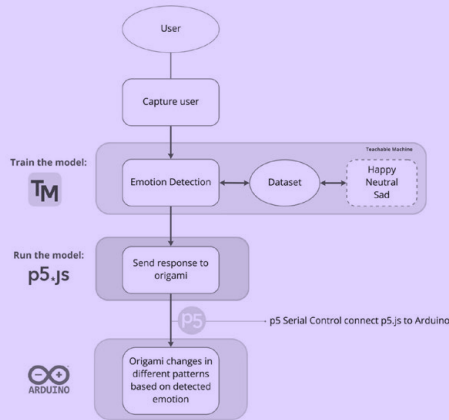 User
Capture user
Teachable Machine
Train the model:
TM
Emotion Detection
Dataset
Happy
Neutral
Sad
Run the model:
p5.js
Send response to
origami
p5
p5 Serial Control connect p5.js to Arduino
ARDUINO
Origami changes in
different patterns
based on detected
emotion